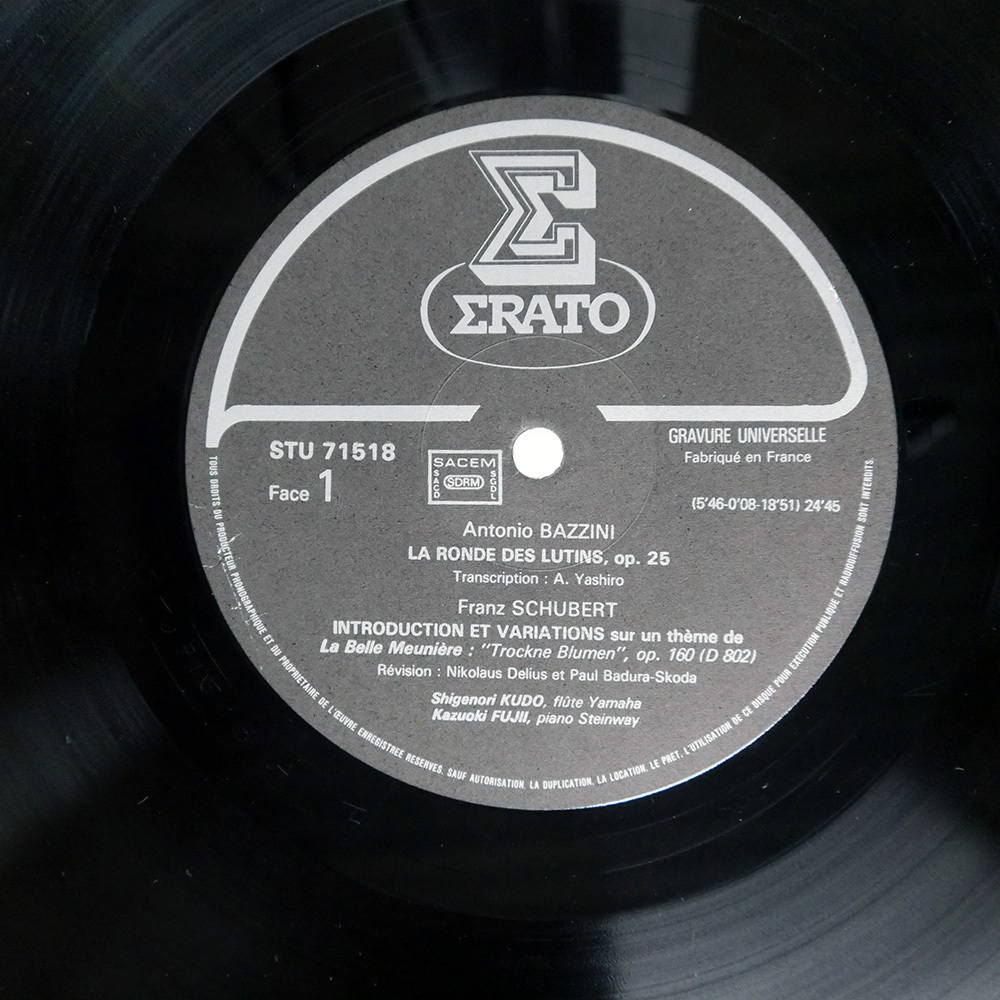 Σ
ΣRATO
STU 71518
Face 1
SACEM
SACD
SDRM
SGDL
GRAVURE UNIVERSELLE
Fabriqué en France
(5'46-0'08-18'51) 24'45
Antonio BAZZINI
LA RONDE DES LUTINS, op. 25
Transcription : A. Yashiro
Franz SCHUBERT
INTRODUCTION ET VARIATIONS sur un thème de
La Belle Meunière : "Trockne Blumen", op. 160 (D 802)
Révision : Nikolaus Delius et Paul Badura-Skoda
Shigenori KUDO, flûte Yamaha
Kazuoki FUJII, piano Steinway
TOUS DROITS DU PRODUCTEUR PHONOGRAPHIQUE ET DU PROPRIETAIRE DE L'ŒUVRE ENREGISTREE RESERVES. SAUF AUTORISATION, LA DUPLICATION, LA LOCATION, LE PRET, L'UTILISATION DE CE DISQUE POUR EXECUTION PUBLIQUE ET RADIODIFFUSION SONT INTERDITS.